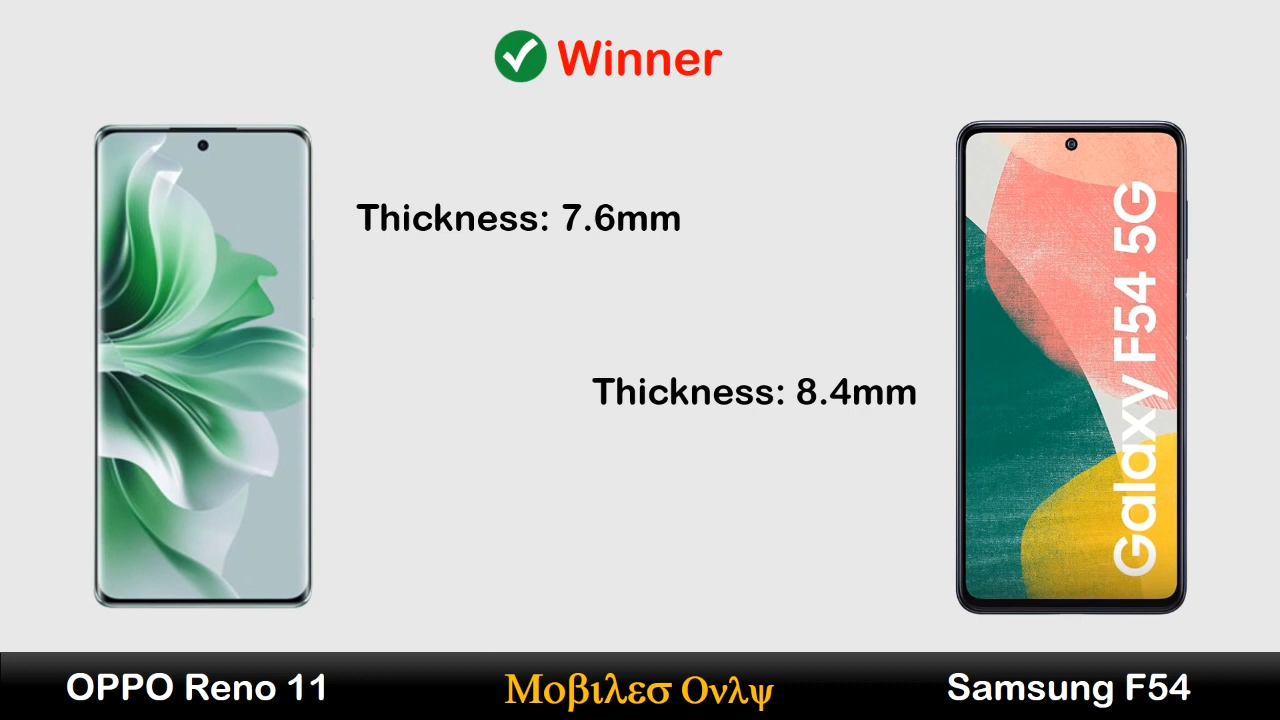 Winner
Thickness: 7.6mm
Thickness: 8.4mm
Galaxy F54 5G
OPPO Reno 11
Μοβιλεσ Ονλψ
Samsung F54